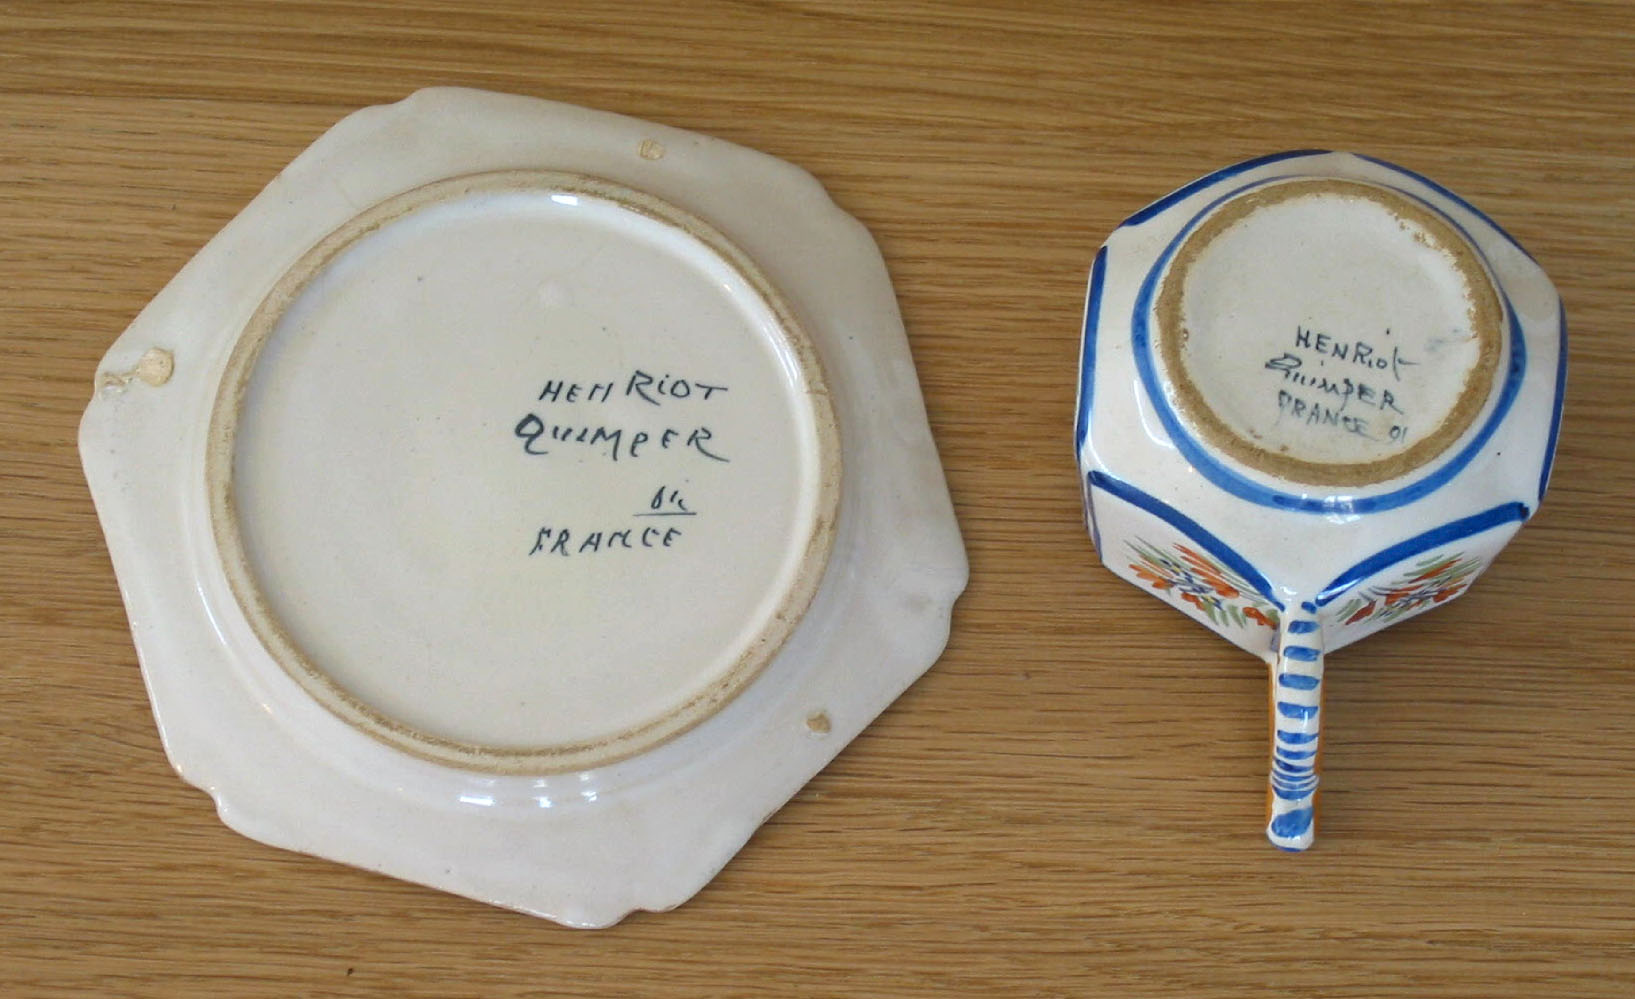 HENRIOT
QUIMPER
FRANCE
HENRiot
QuimPER
FRANCE 91